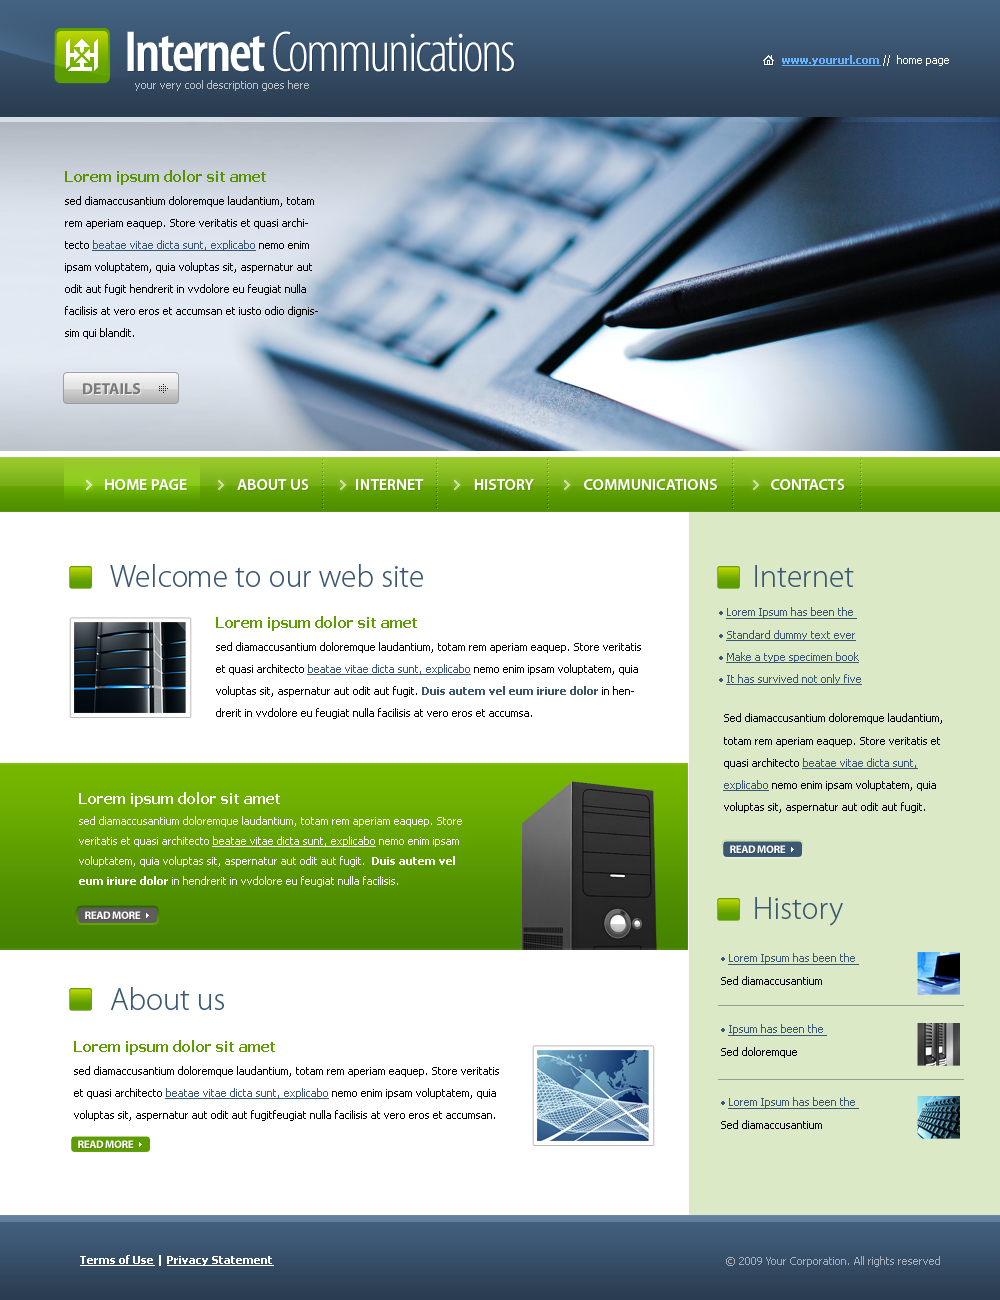 Internet Communications
your very cool description goes here
www.yoururl.com // home page
Lorem ipsum dolor sit amet
sed diamaccusantium doloremque laudantium, totam
rem aperiam eaquep. Store veritatis et quasi archi-
tecto beatae vitae dicta sunt, explicabo nemo enim
ipsam voluptatem, quia voluptas sit, aspernatur aut
odit aut fugit hendrerit in vvdolore eu feugiat nulla
facilisis at vero eros et accumsan et iusto odio dignis-
sim qui blandit.
DETAILS
HOME PAGE ABOUT US INTERNET HISTORY COMMUNICATIONS CONTACTS
Welcome to our web site
Lorem ipsum dolor sit amet
sed diamaccusantium doloremque laudantium, totam rem aperiam eaquep. Store veritatis
et quasi architecto beatae vitae dicta sunt, explicabo nemo enim ipsam voluptatem, quia
voluptas sit, aspernatur aut odit aut fugit. Duis autem vel eum iriure dolor in hen-
drerit in vvdolore eu feugiat nulla facilisis at vero eros et accumsa.
Lorem ipsum dolor sit amet
sed diamaccusantium doloremque laudantium, totam rem aperiam eaquep. Store
veritatis et quasi architecto beatae vitae dicta sunt, explicabo nemo enim ipsam
voluptatem, quia voluptas sit, aspernatur aut odit aut fugit. Duis autem vel
eum iriure dolor in hendrerit in vvdolore eu feugiat nulla facilisis.
READ MORE
About us
Lorem ipsum dolor sit amet
sed diamaccusantium doloremque laudantium, totam rem aperiam eaquep. Store veritatis
et quasi architecto beatae vitae dicta sunt, explicabo nemo enim ipsam voluptatem, quia
voluptas sit, aspernatur aut odit aut fugitfeugiat nulla facilisis at vero eros et accumsan.
READ MORE
Internet
Lorem Ipsum has been the
Standard dummy text ever
Make a type specimen book
It has survived not only five
Sed diamaccusantium doloremque laudantium,
totam rem aperiam eaquep. Store veritatis et
quasi architecto beatae vitae dicta sunt,
explicabo nemo enim ipsam voluptatem, quia
voluptas sit, aspernatur aut odit aut fugit.
READ MORE
History
Lorem Ipsum has been the
Sed diamaccusantium
Ipsum has been the
Sed doloremque
Lorem Ipsum has been the
Sed diamaccusantium
Terms of Use | Privacy Statement
© 2009 Your Corporation. All rights reserved